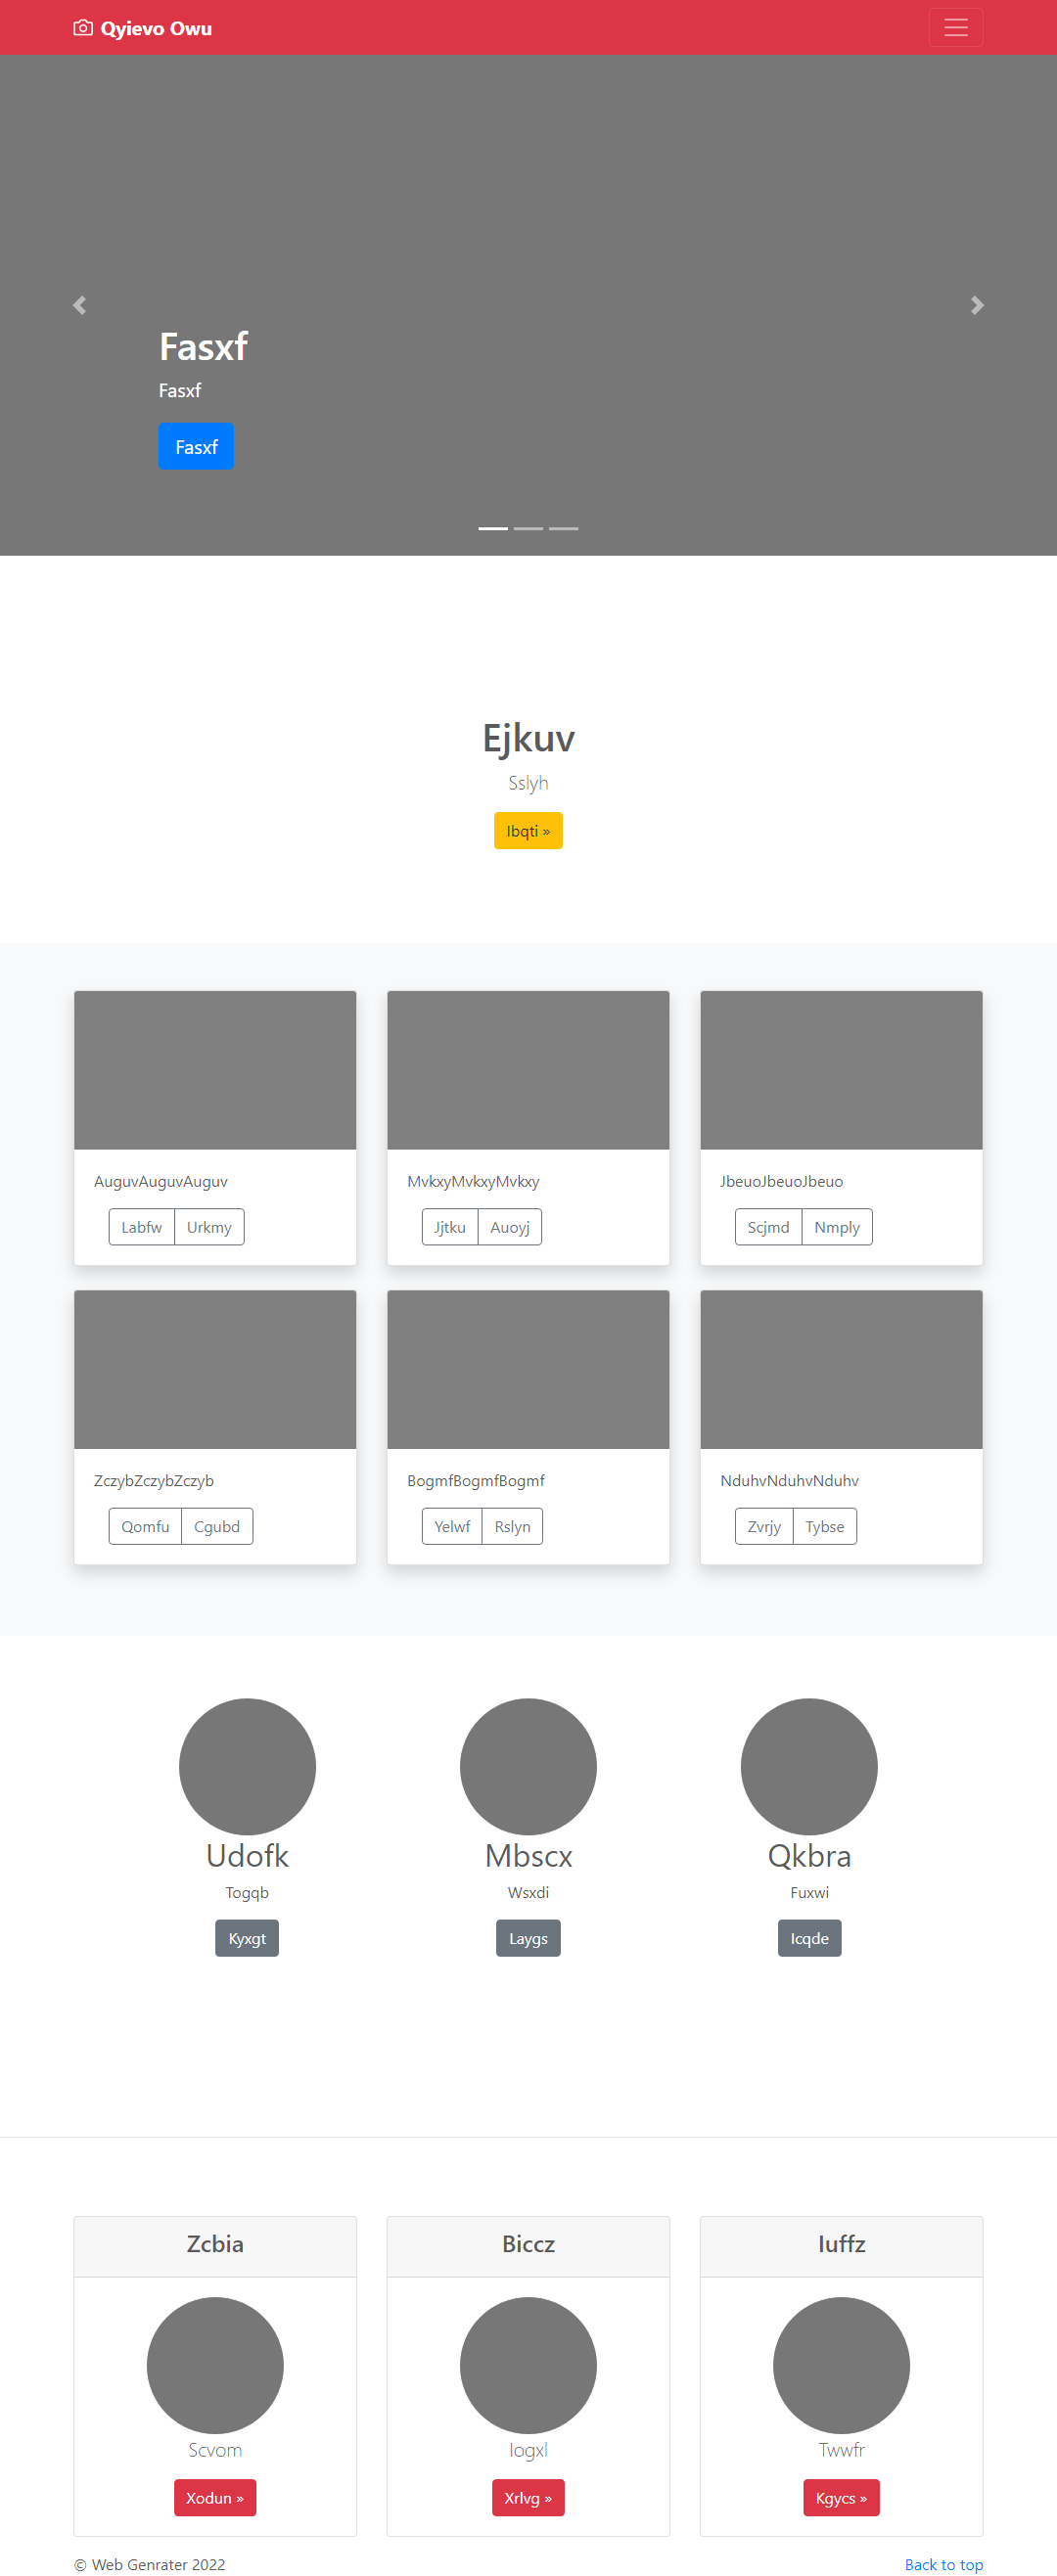 Qyievo Owu
Fasxf
Fasxf
Fasxf
Ejkuv
Sslyh
Ibqti »
AuguvAuguvAuguv
Labfw Urkmy
MvkxyMvkxyMvkxy
Jjtku Auoyj
JbeuoJbeuoJbeuo
Scjmd Nmply
ZczybZczybZczyb
Qomfu Cgubd
BogmfBogmfBogmf
Yelwf Rslyn
NduhvNduhvNduhv
Zvrjy Tybse
Udofk
Togqb
Kyxgt
Mbscx
Wsxdi
Laygs
Qkbra
Fuxwi
Icqde
Zcbia
Scvom
Xodun »
Biccz
Iogxl
Xrlvg »
Iuffz
Twwfr
Kgycs »
© Web Genrater 2022
Back to top